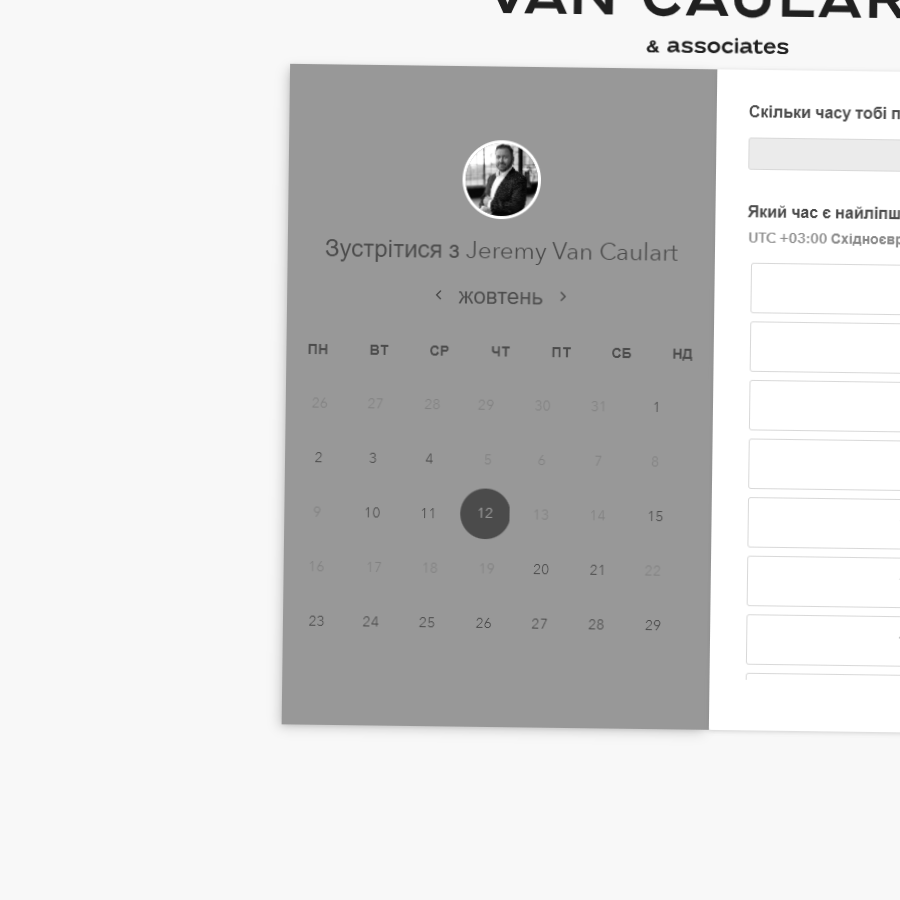 VAN CAULAR
& associates
Зустрітися з Jeremy Van Caulart
жовтень
ПН ВТ СР ЧТ ПТ СБ НД
26 27 28 29 30 31 1
2 3 4 5 6 7 8
9 10 11 12 13 14 15
16 17 18 19 20 21 22
23 24 25 26 27 28 29
Скільки часу тобі
Який час є
UTC +03:00